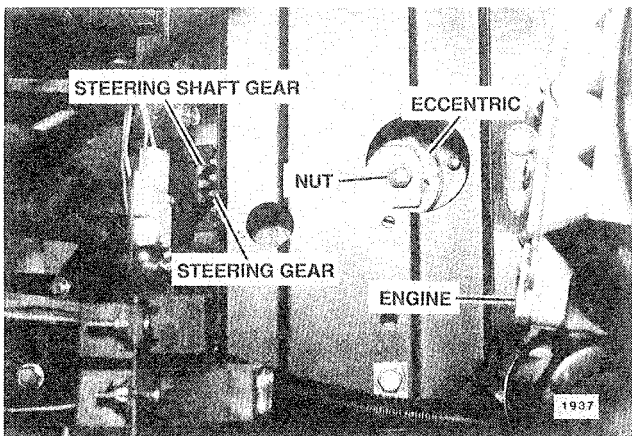 STEERING SHAFT GEAR
ECCENTRIC
NUT
STEERING GEAR
ENGINE
1937